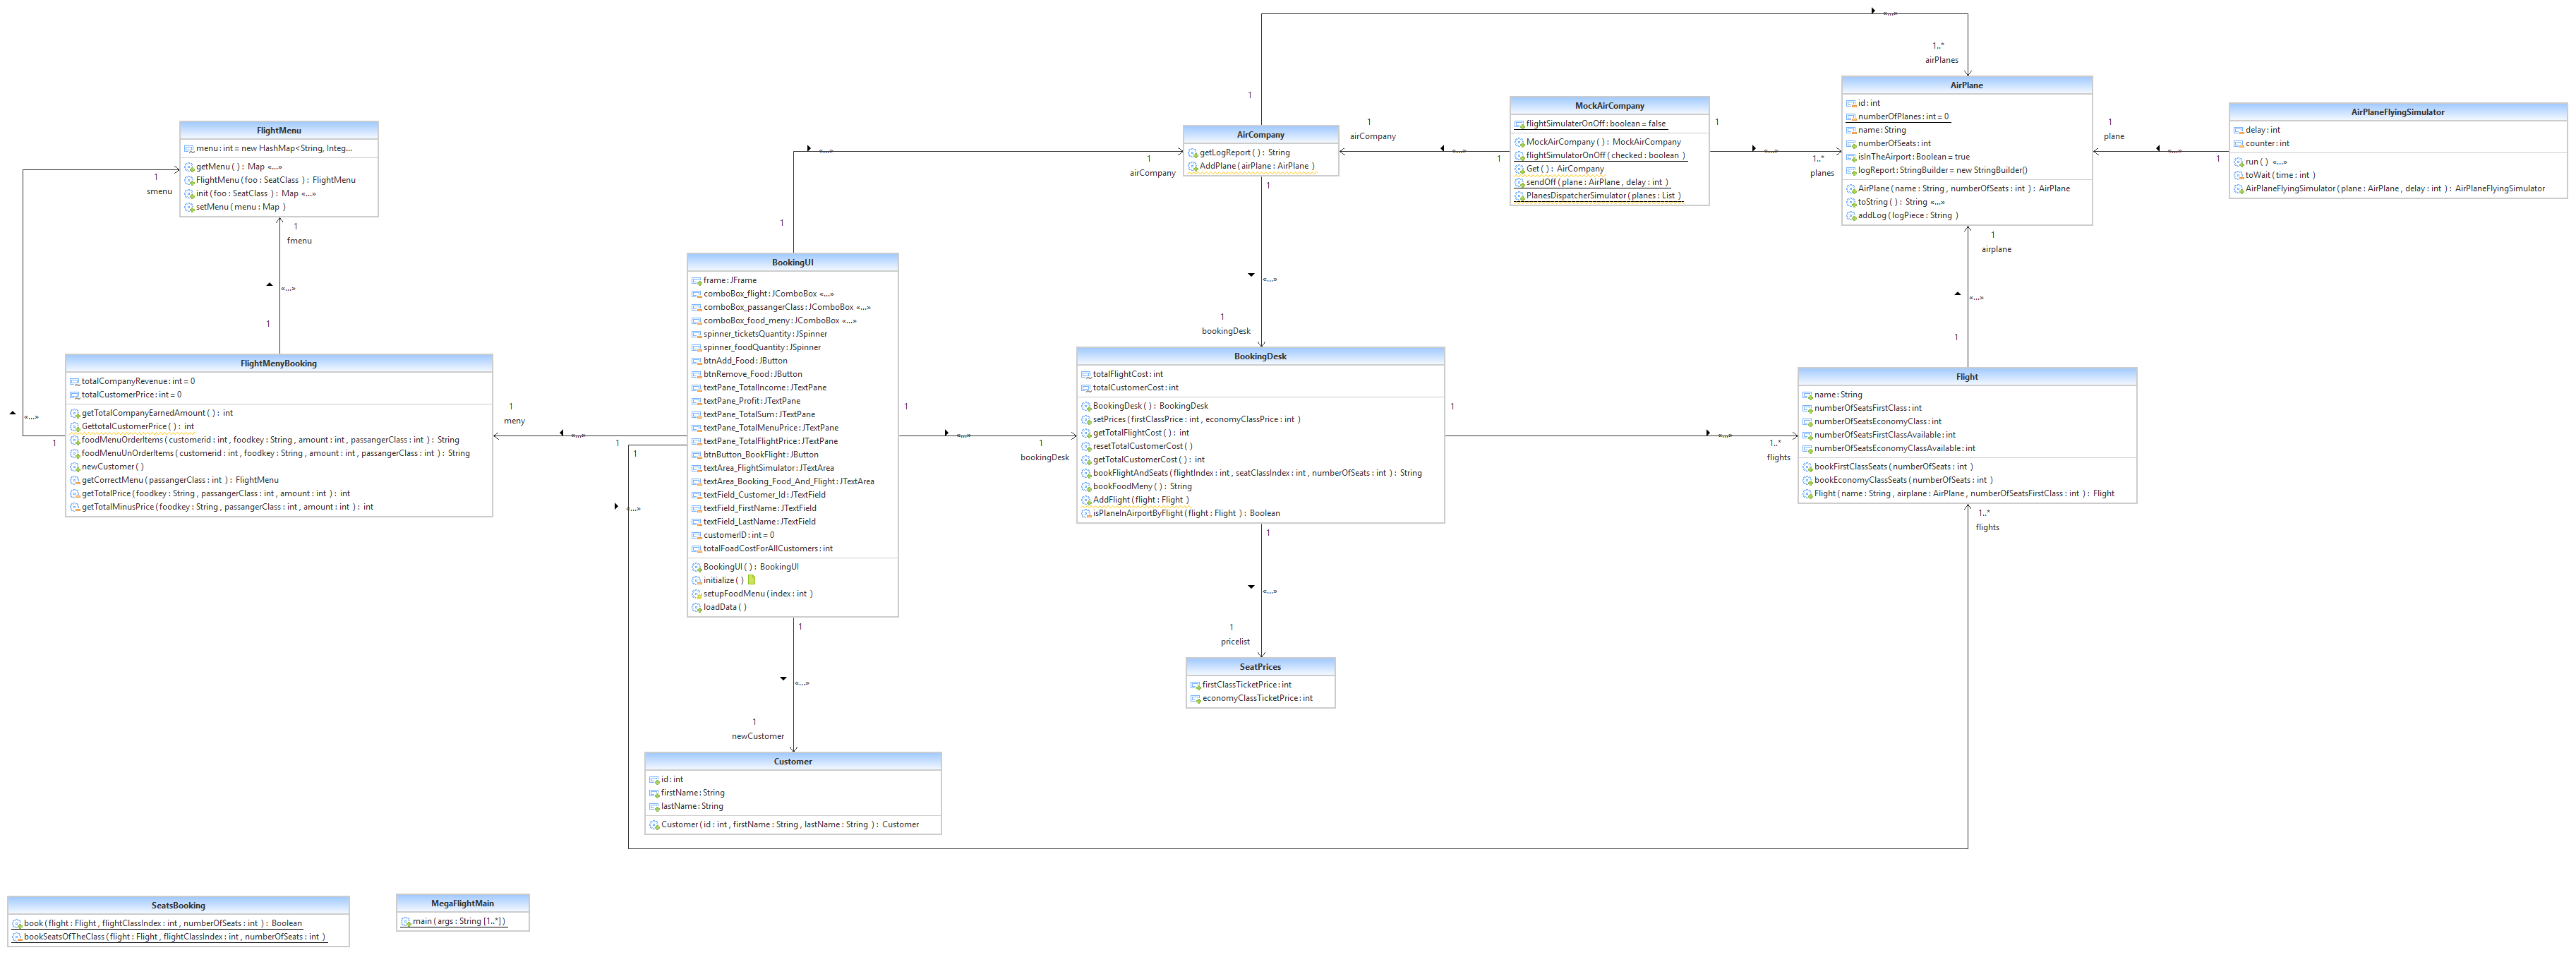 «...»
1..*
airPlanes
1
AirPlane
id : int
numberOfPlanes : int = 0
name : String
numberOfSeats : int
isInTheAirport : Boolean = true
logReport : StringBuilder = new StringBuilder()
AirPlane ( name : String , numberOfSeats : int ) : AirPlane
toString ( ) : String «...»
addLog ( logPiece : String )
MockAirCompany
flightSimulaterOnOff : boolean = false
MockAirCompany ( ) : MockAirCompany
flightSimulatorOnOff ( checked : boolean )
Get ( ) : AirCompany
sendOff ( plane : AirPlane , delay : int )
PlanesDispatcherSimulator ( planes : List )
AirPlaneFlyingSimulator
delay : int
counter : int
run ( ) «...»
toWait ( time : int )
AirPlaneFlyingSimulator ( plane : AirPlane , delay : int ) : AirPlaneFlyingSimulator
1
plane
«...»
1
1
«...»
1..*
planes
1
airCompany
«...»
1
AirCompany
getLogReport ( ) : String
AddPlane ( airPlane : AirPlane )
FlightMenu
menu : int = new HashMap<String, Integ...
getMenu ( ) : Map «...»
FlightMenu ( foo : SeatClass ) : FlightMenu
init ( foo : SeatClass ) : Map «...»
setMenu ( menu : Map )
1
smenu
1
fmenu
«...»
1
«...»
1
«...»
1
airCompany
1
1
«...»
1
bookingDesk
1
airplane
«...»
1
BookingUI
frame : JFrame
comboBox_flight : JComboBox «...»
comboBox_passangerClass : JComboBox «...»
comboBox_food_meny : JComboBox «...»
spinner_ticketsQuantity : JSpinner
spinner_foodQuantity : JSpinner
btnAdd_Food : JButton
btnRemove_Food : JButton
textPane_TotalIncome : JTextPane
textPane_Profit : JTextPane
textPane_TotalSum : JTextPane
textPane_TotalMenuPrice : JTextPane
textPane_TotalFlightPrice : JTextPane
btnButton_BookFlight : JButton
textArea_FlightSimulator : JTextArea
textArea_Booking_Food_And_Flight : JTextArea
textField_Customer_Id : JTextField
textField_FirstName : JTextField
textField_LastName : JTextField
customerID : int = 0
totalFoadCostForAllCustomers : int
BookingUI ( ) : BookingUI
initialize ( )
setupFoodMenu ( index : int )
loadData ( )
FlightMenyBooking
totalCompanyRevenue : int = 0
totalCustomerPrice : int = 0
getTotalCompanyEarnedAmount ( ) : int
GettotalCustomerPrice ( ) : int
foodMenuOrderItems ( customerid : int , foodkey : String , amount : int , passangerClass : int ) : String
foodMenuUnOrderItems ( customerid : int , foodkey : String , amount : int , passangerClass : int ) : String
newCustomer ( )
getCorrectMenu ( passangerClass : int ) : FlightMenu
getTotalPrice ( foodkey : String , passangerClass : int , amount : int ) : int
getTotalMinusPrice ( foodkey : String , passangerClass : int , amount : int ) : int
1
meny
«...»
1
1
«...»
1
«...»
1
bookingDesk
BookingDesk
totalFlightCost : int
totalCustomerCost : int
BookingDesk ( ) : BookingDesk
setPrices ( firstClassPrice : int , economyClassPrice : int )
getTotalFlightCost ( ) : int
resetTotalCustomerCost ( )
getTotalCustomerCost ( ) : int
bookFlightAndSeats ( flightIndex : int , seatClassIndex : int , numberOfSeats : int ) : String
bookFoodMeny ( ) : String
AddFlight ( flight : Flight )
isPlaneInAirportByFlight ( flight : Flight ) : Boolean
1
«...»
1..*
flights
Flight
name : String
numberOfSeatsFirstClass : int
numberOfSeatsEconomyClass : int
numberOfSeatsFirstClassAvailable : int
numberOfSeatsEconomyClassAvailable : int
bookFirstClassSeats ( numberOfSeats : int )
bookEconomyClassSeats ( numberOfSeats : int )
Flight ( name : String , airplane : AirPlane , numberOfSeatsFirstClass : int ) : Flight
1..*
flights
1
«...»
1
pricelist
SeatPrices
firstClassTicketPrice : int
economyClassTicketPrice : int
1
«...»
1
newCustomer
Customer
id : int
firstName : String
lastName : String
Customer ( id : int , firstName : String , lastName : String ) : Customer
SeatsBooking
book ( flight : Flight , flightClassIndex : int , numberOfSeats : int ) : Boolean
bookSeatsOfTheClass ( flight : Flight , flightClassIndex : int , numberOfSeats : int )
MegaFlightMain
main ( args : String [1..*] )